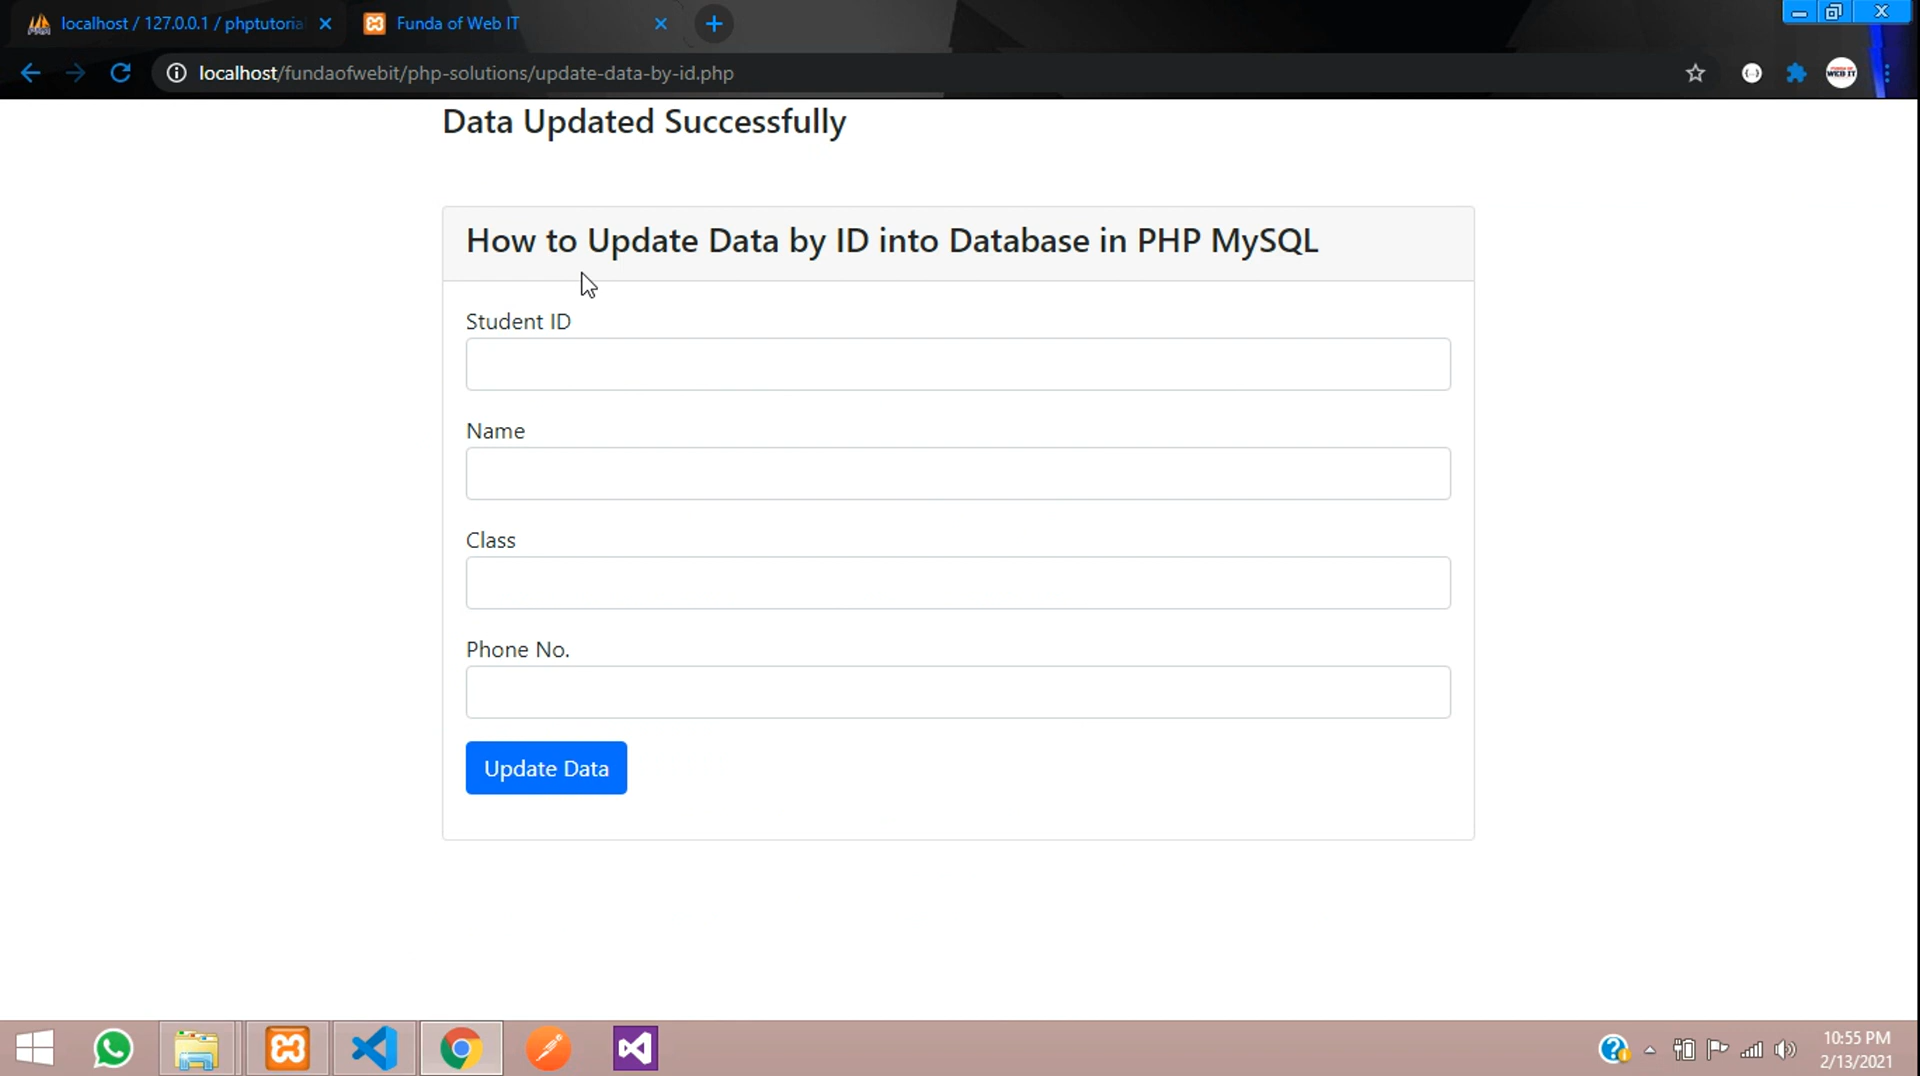 localhost / 127.0.0.1 / phptutoria
Funda of Web IT
localhost/fundaofwebit/php-solutions/update-data-by-id.php
WEB IT
Data Updated Successfully
How to Update Data by ID into Database in PHP MySQL
Student ID
Name
Class
Phone No.
Update Data
10:55 PM
2/13/2021